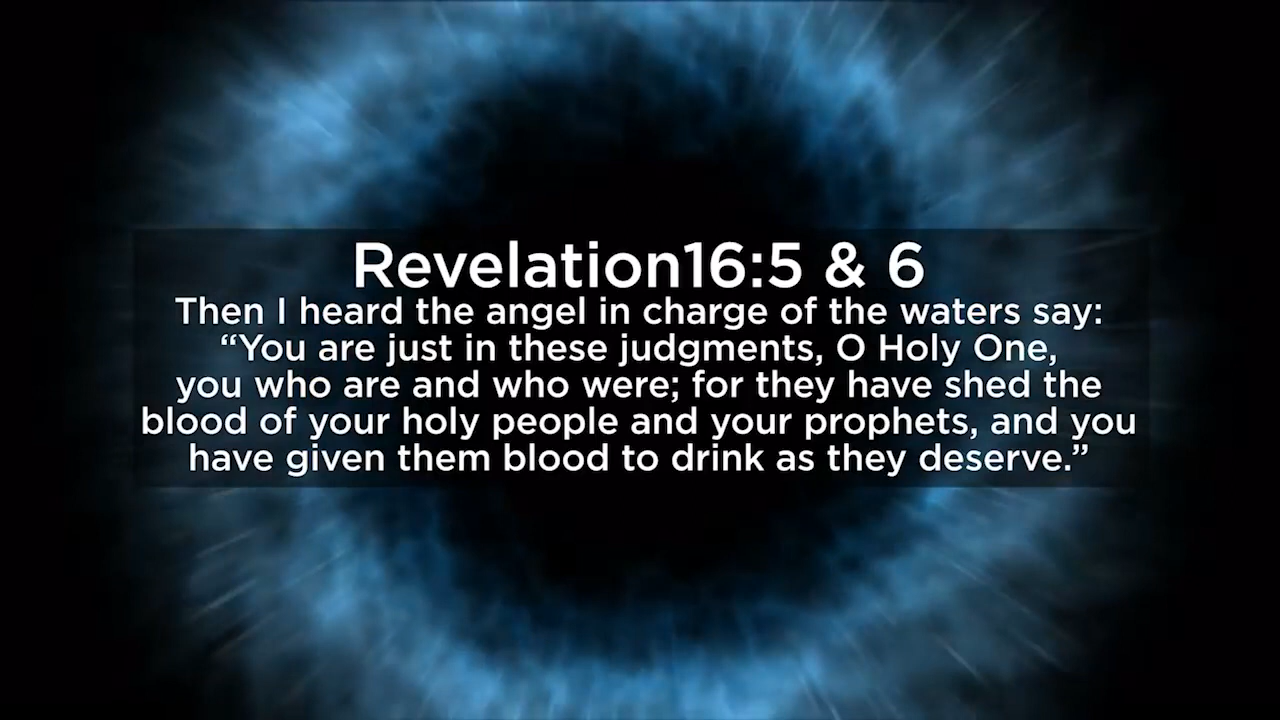 Revelation16:5 & 6
Then I heard the angel in charge of the waters say:
“You are just in these judgments, O Holy One,
you who are and who were; for they have shed the
blood of your holy people and your prophets, and you
have given them blood to drink as they deserve.”